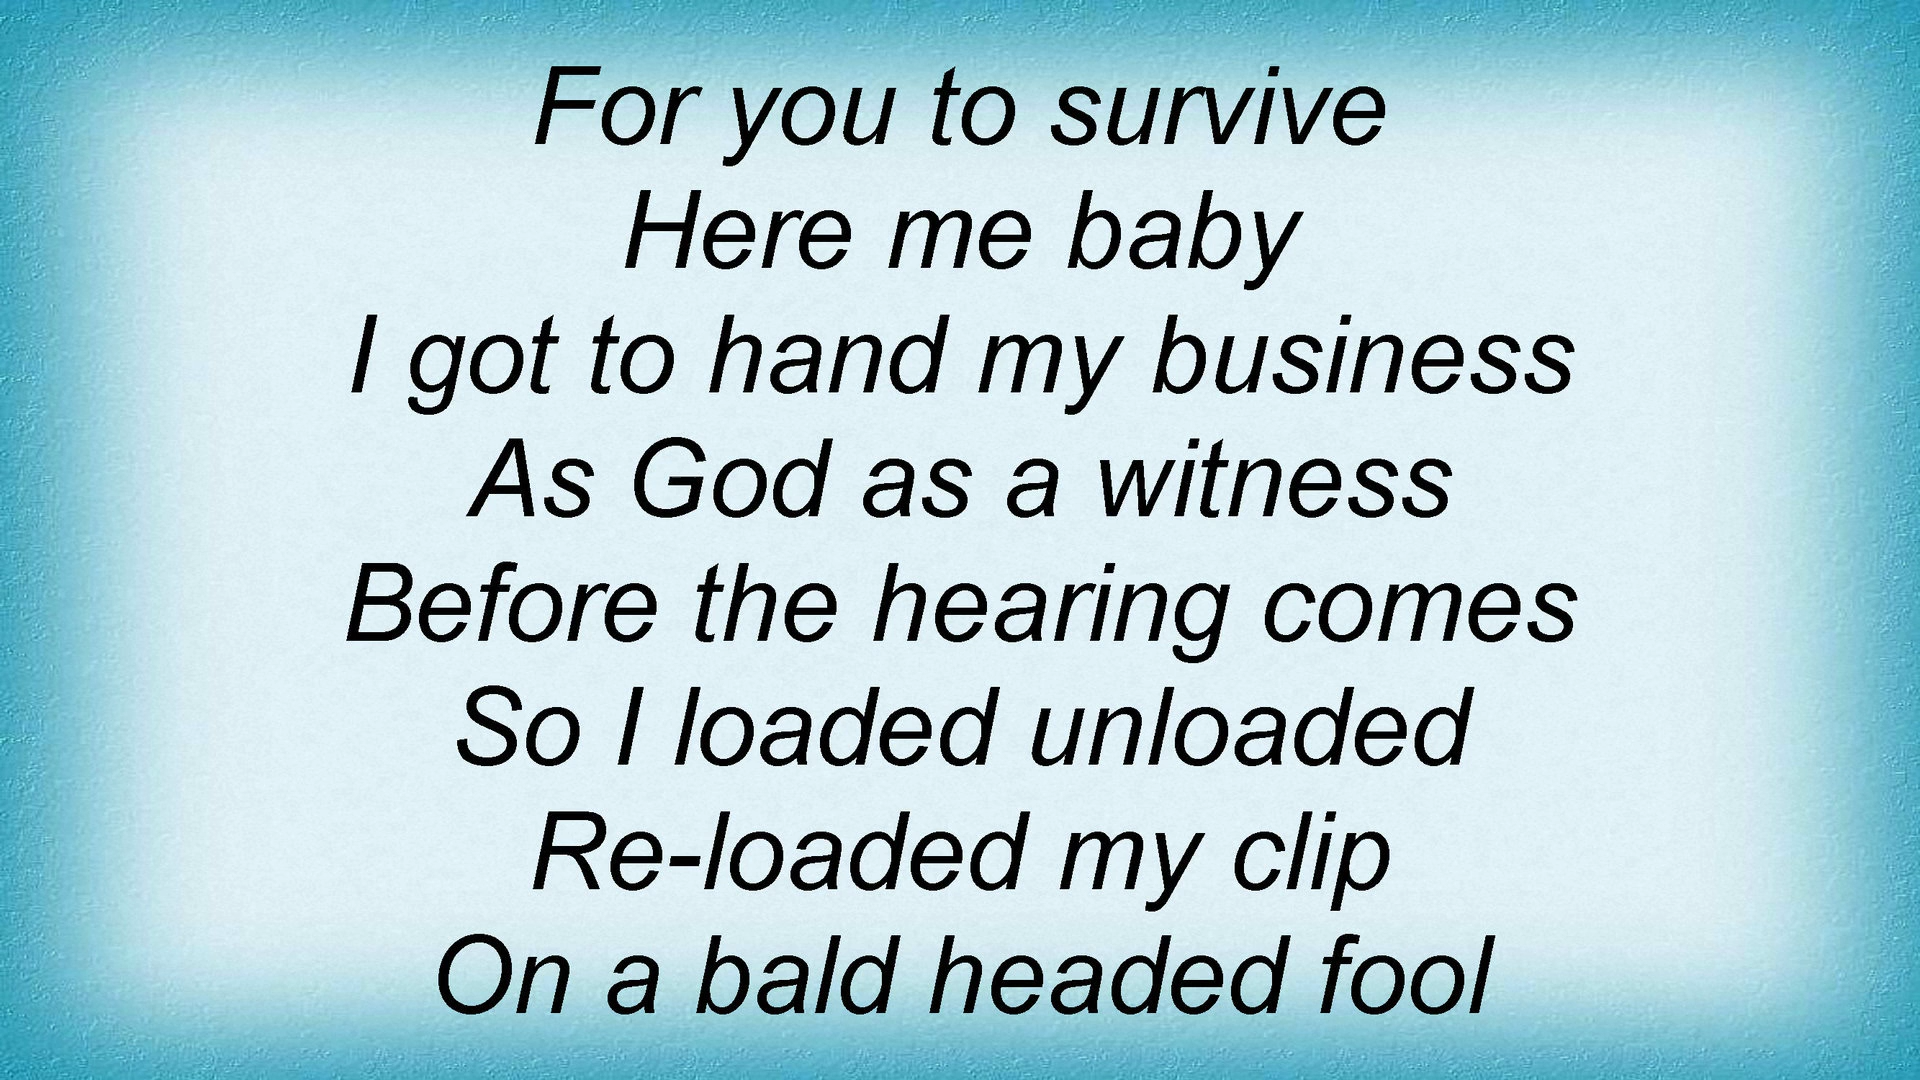 For you to survive
Here me baby
I got to hand my business
As God as a witness
Before the hearing comes
So I loaded unloaded
Re-loaded my clip
On a bald headed fool